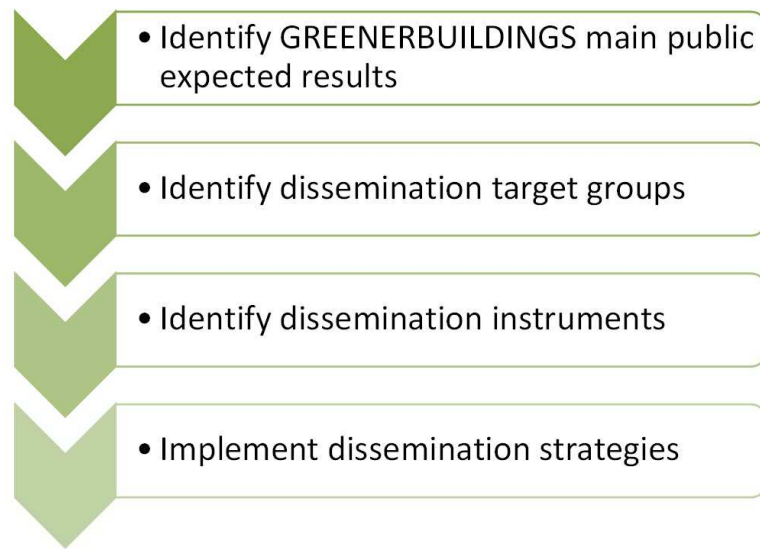 • Identify GREENERBUILDINGS main public
expected results
• Identify dissemination target groups
• Identify dissemination instruments
• Implement dissemination strategies